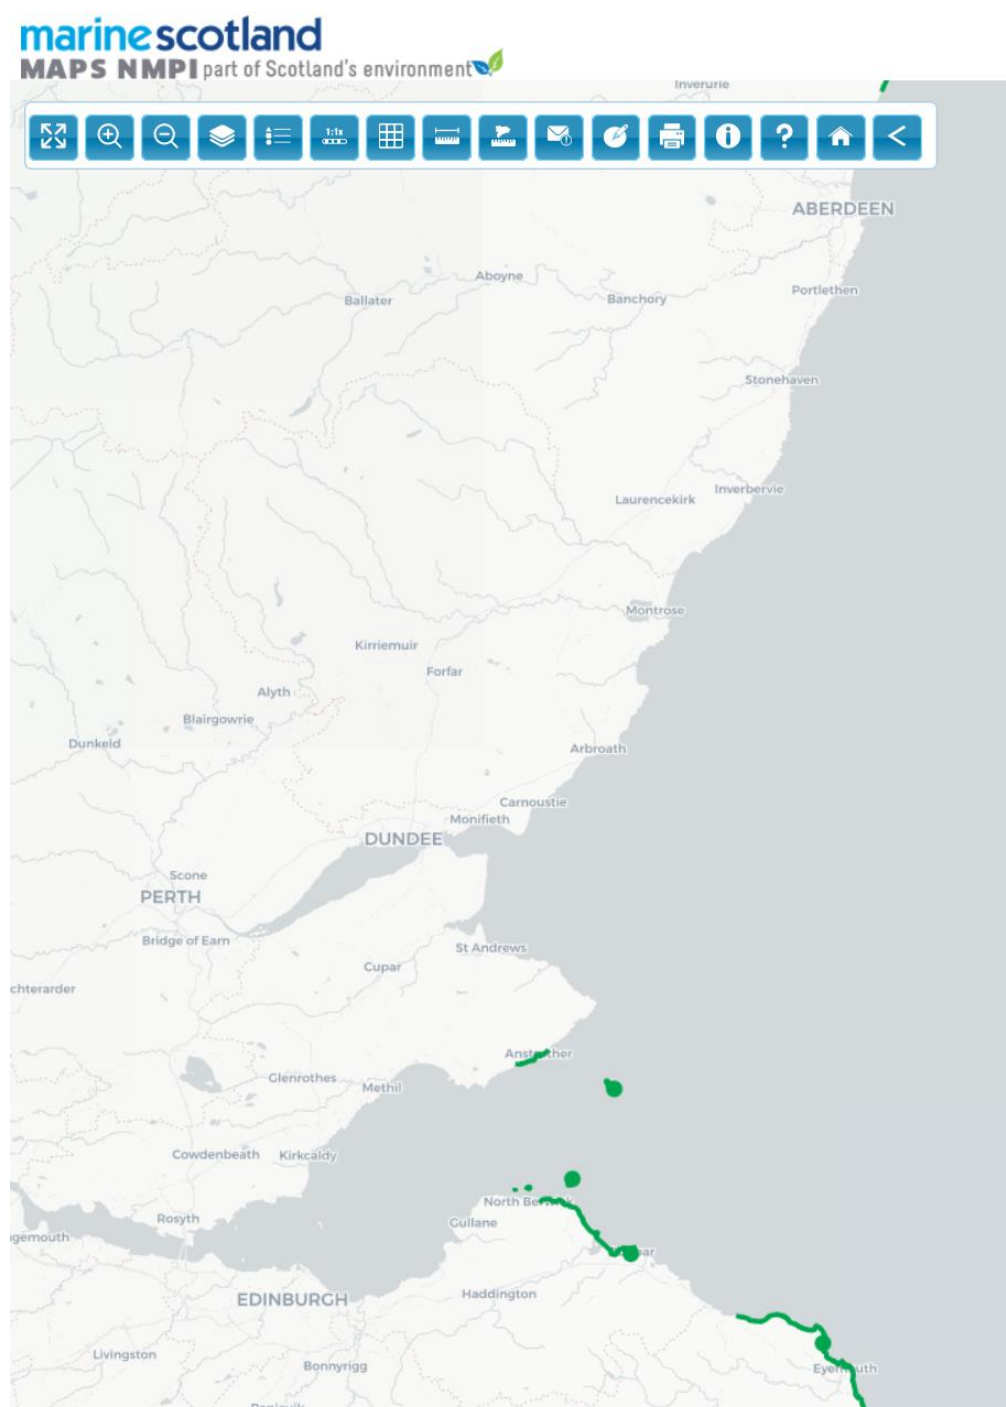 marinescotland
MAPS NMPI part of Scotland's environment
Inverurie
1:1x
ABERDEEN
Aboyne
Portlethen
Ballater
Banchory
Stonehaven
Inverbervie
Laurencekirk
Montrose
Kirriemuir
Forfar
Alyth
Blairgowrie
Dunkeld
Arbroath
Carnoustie
Monifieth
DUNDEE
Scone
PERTH
Bridge of Earn
St Andrews
Cupar
chterarder
Glenrothes
Methil
Cowdenbeath
Kirkcaldy
Rosyth
Gullane
gemouth
Haddington
EDINBURGH
Livingston
Bonnyrigg